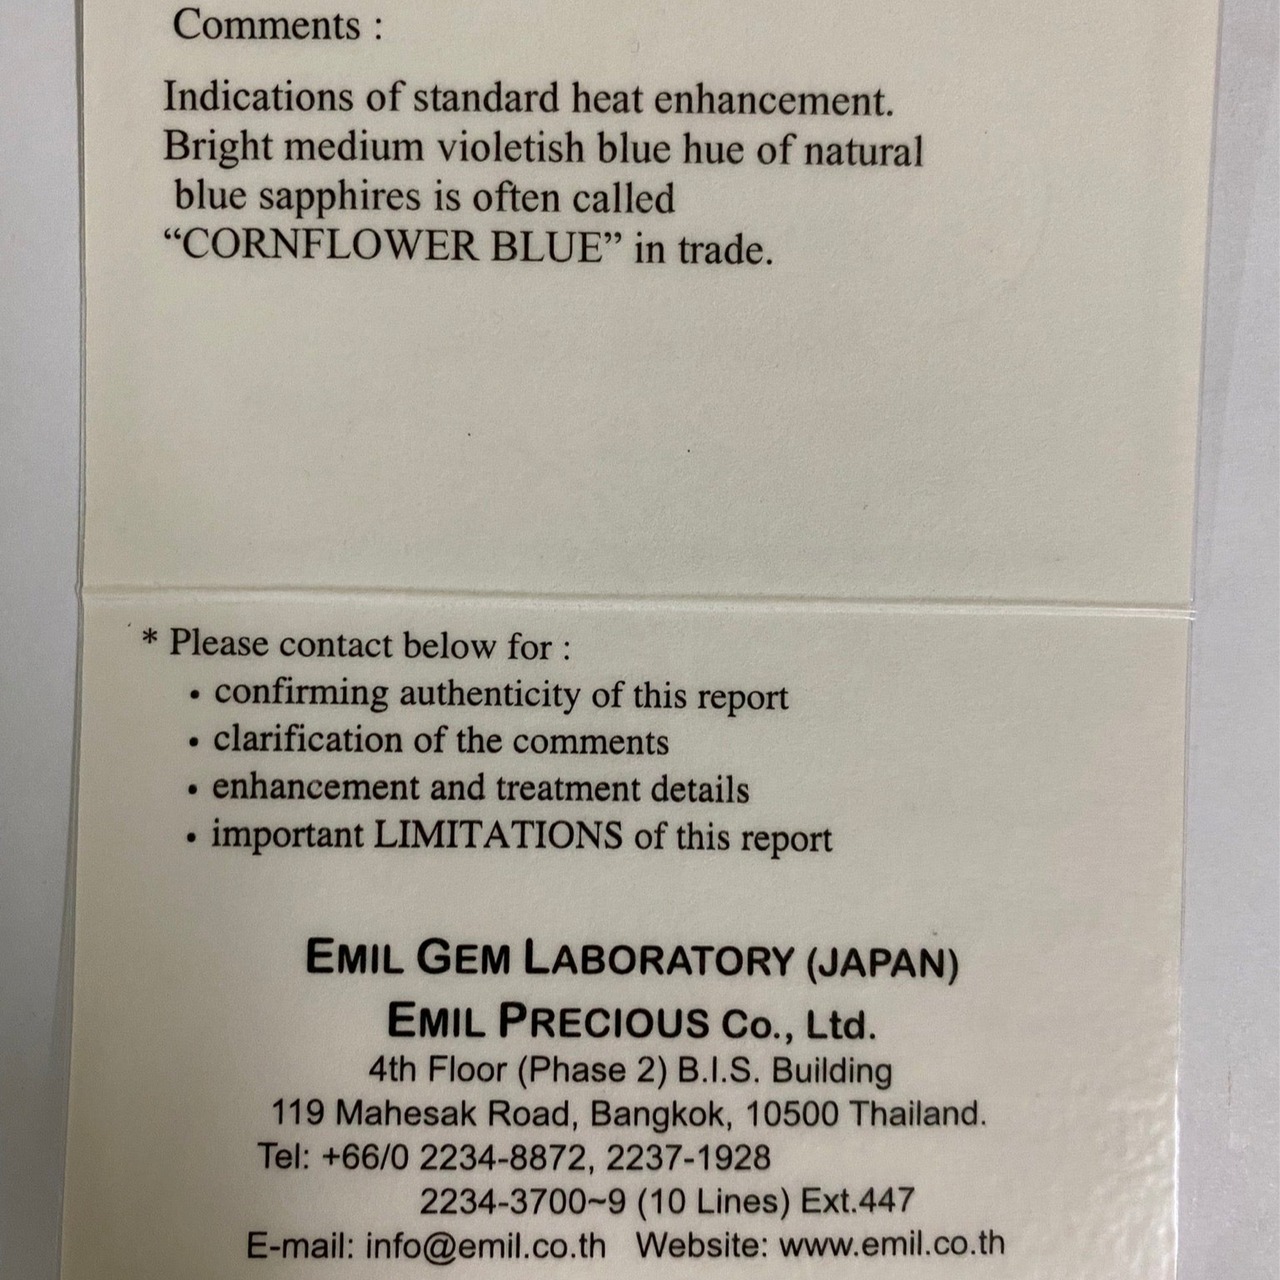 Comments :
Indications of standard heat enhancement.
Bright medium violetish blue hue of natural
blue sapphires is often called
“CORNFLOWER BLUE” in trade.
* Please contact below for :
• confirming authenticity of this report
• clarification of the comments
• enhancement and treatment details
• important LIMITATIONS of this report
EMIL GEM LABORATORY (JAPAN)
EMIL PRECIOUS Co., Ltd.
4th Floor (Phase 2) B.I.S. Building
119 Mahesak Road, Bangkok, 10500 Thailand.
Tel: +66/0 2234-8872, 2237-1928
2234-3700~9 (10 Lines) Ext.447
E-mail: info@emil.co.th Website: www.emil.co.th